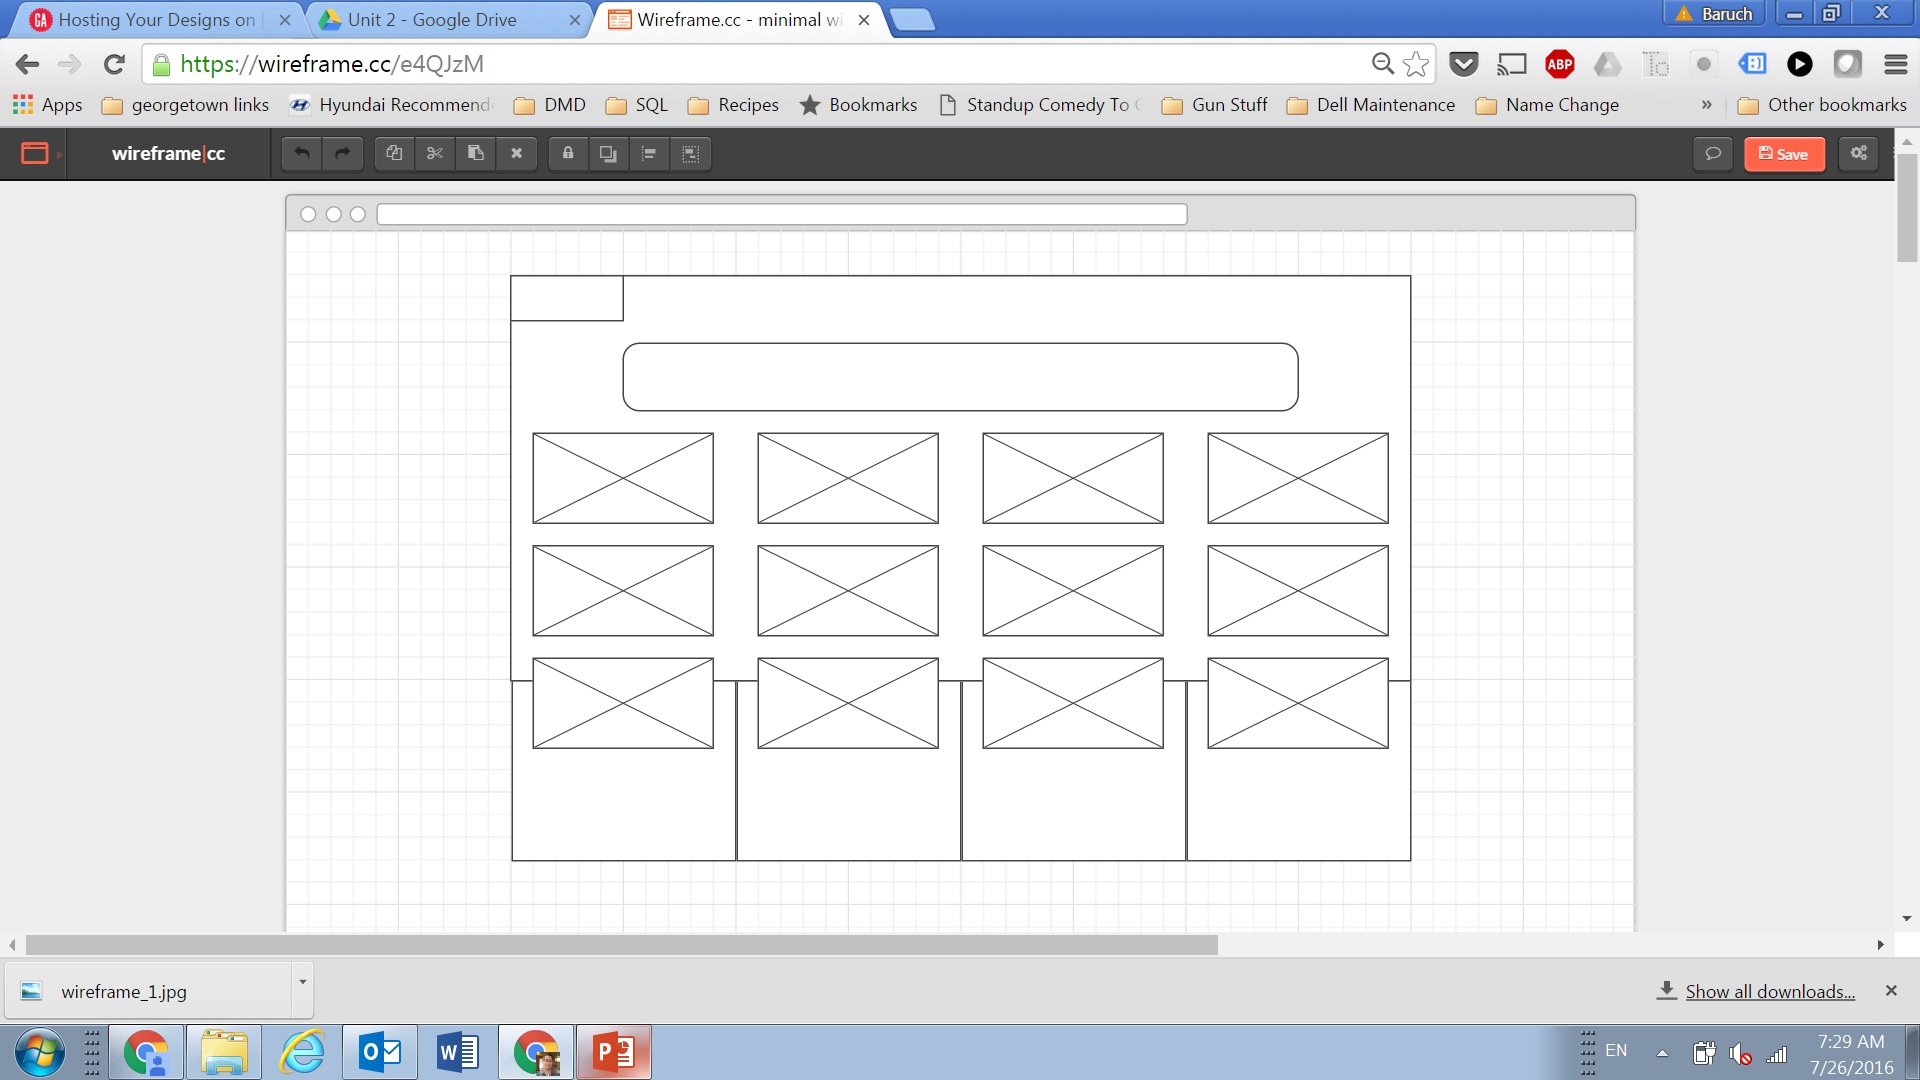 GA Hosting Your Designs on
Unit 2 - Google Drive
Wireframe.cc - minimal wi
Baruch
https://wireframe.cc/e4QJzM
ABP
Apps
georgetown links
Hyundai Recommend
DMD
SQL
Recipes
Bookmarks
Standup Comedy To
Gun Stuff
Dell Maintenance
Name Change
»
Other bookmarks
wireframe|cc
Save
wireframe_1.jpg
Show all downloads...
EN
7:29 AM
7/26/2016